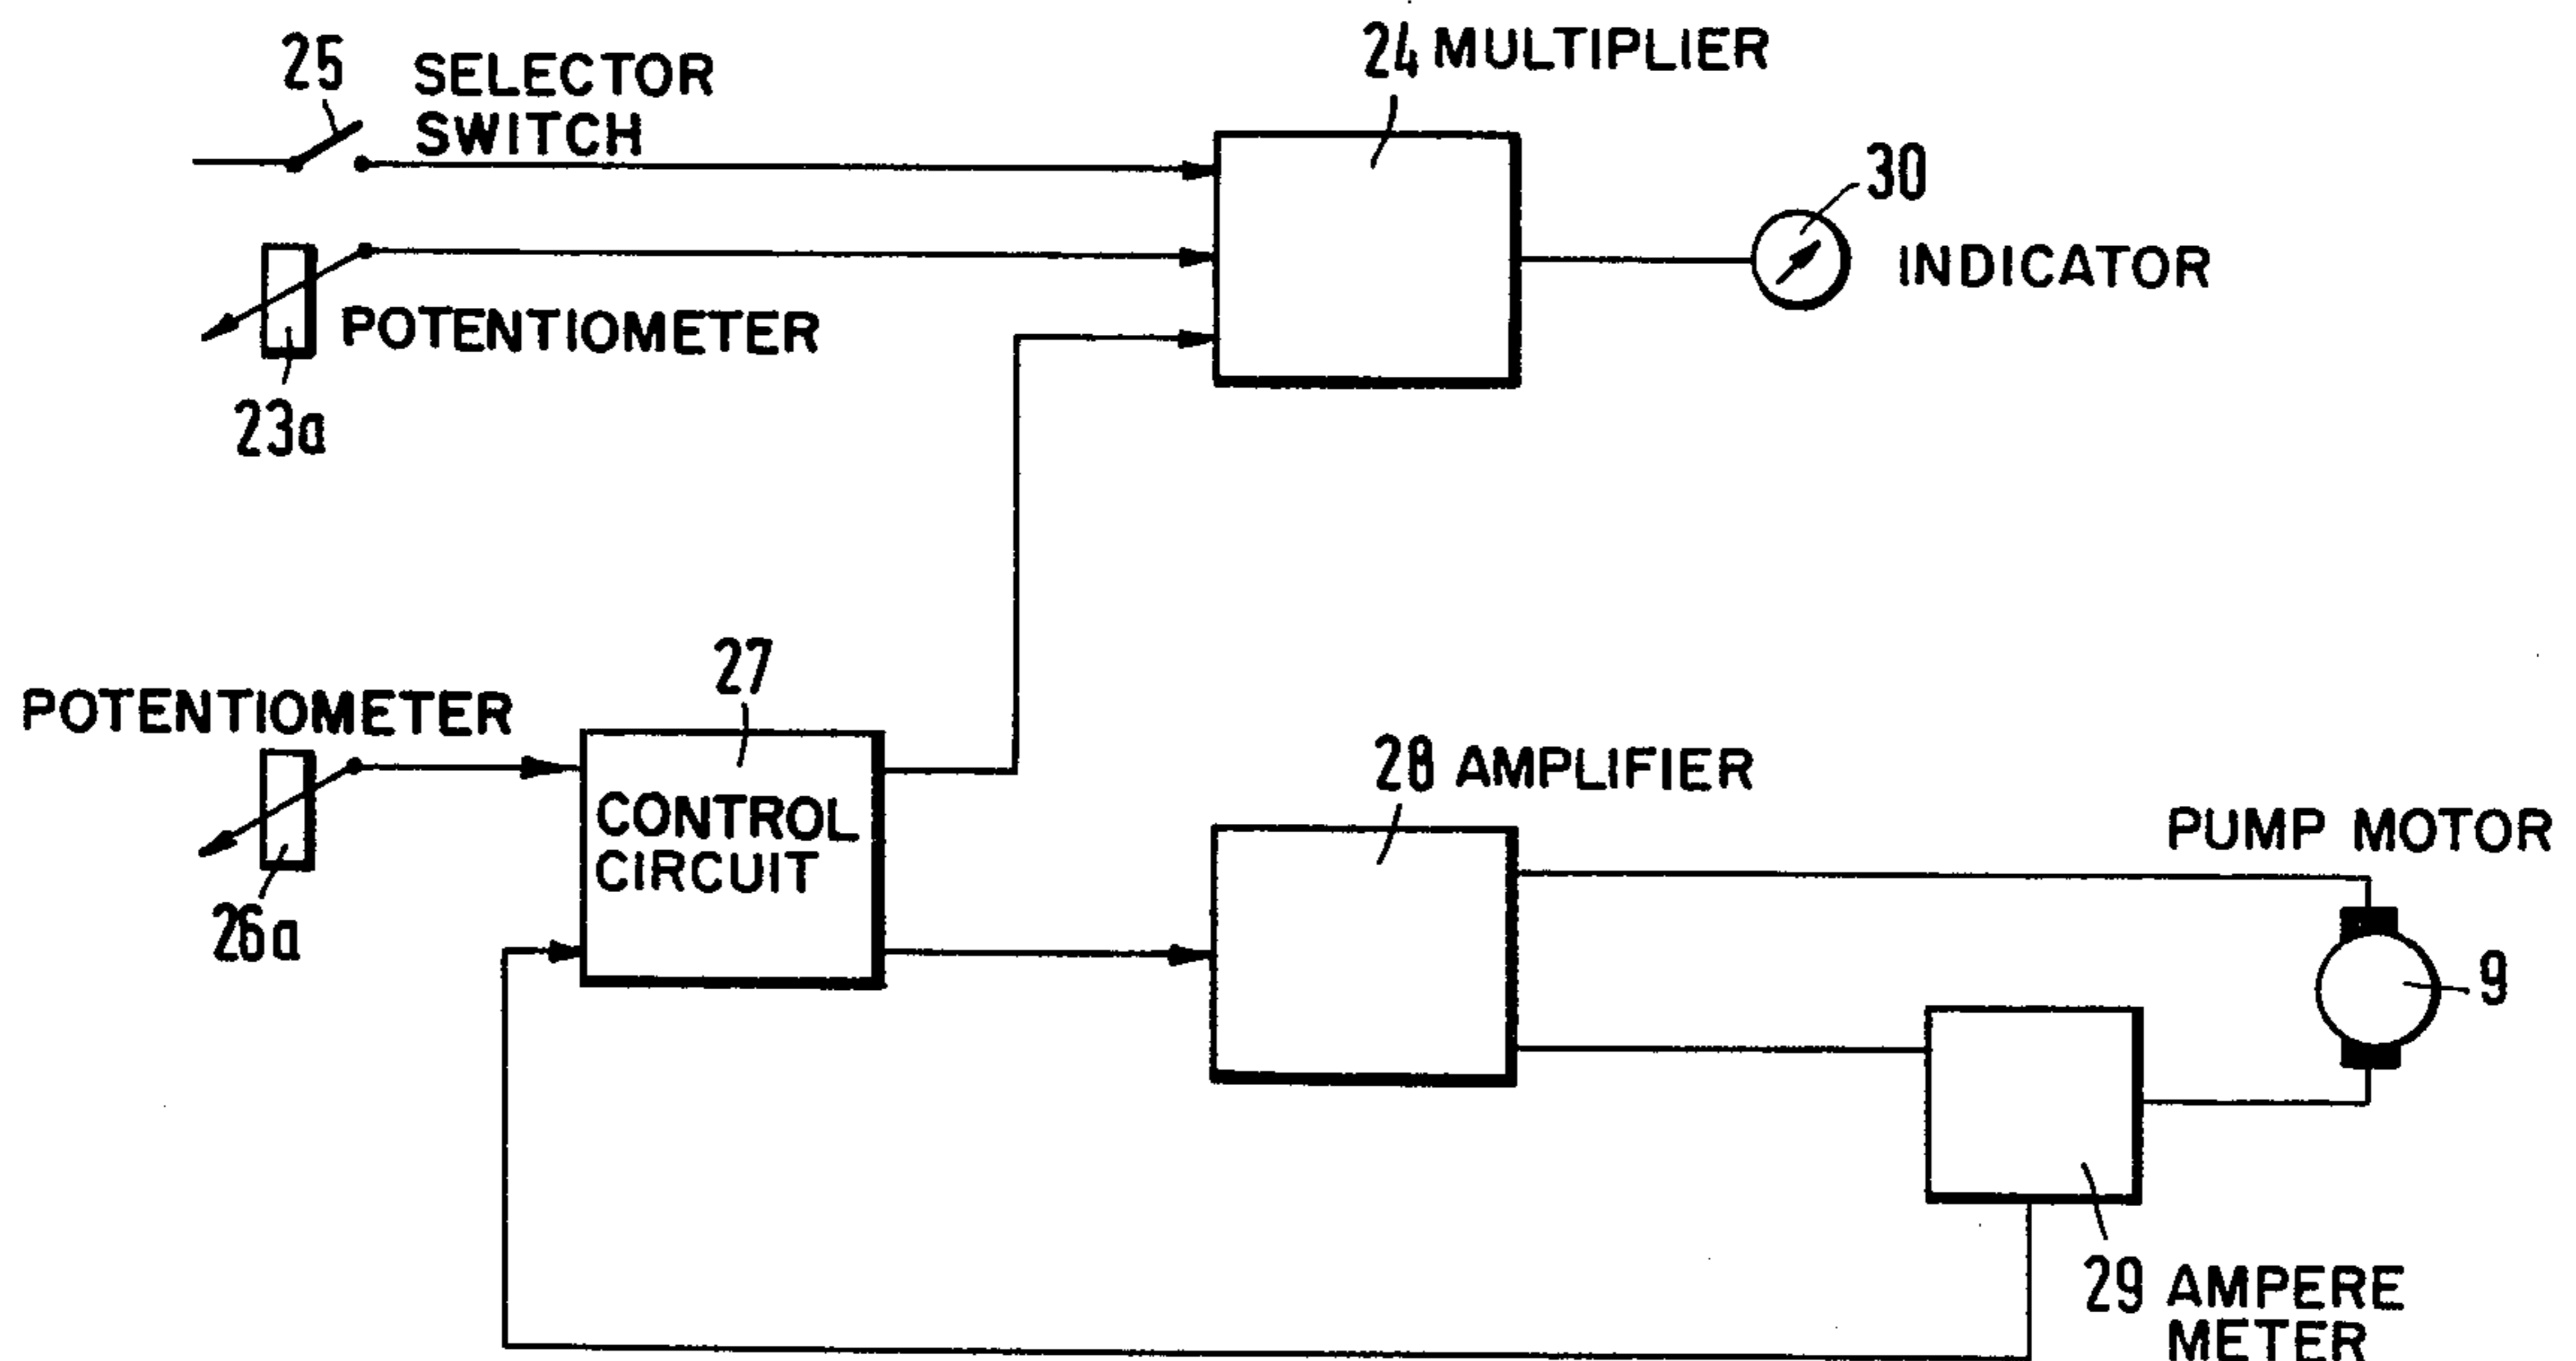 25
SELECTOR
SWITCH
24 MULTIPLIER
30
INDICATOR
POTENTIOMETER
23a
27
POTENTIOMETER
CONTROL
CIRCUIT
26a
28 AMPLIFIER
PUMP MOTOR
9
29 AMPERE
METER